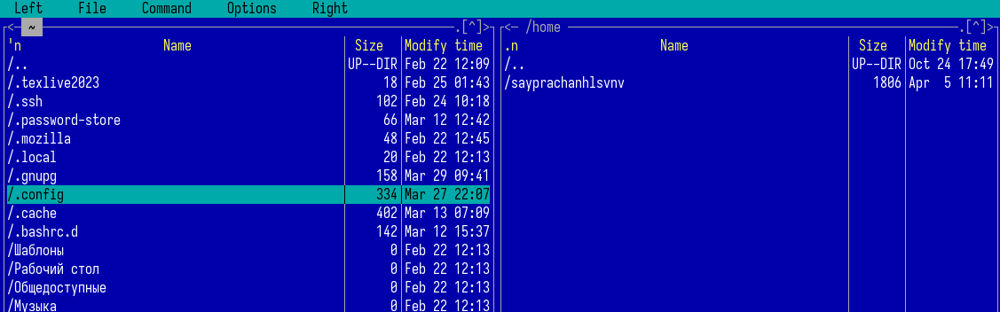 Left File Command Options Right
<─ ~ .[^]> <─ /home .[^]>
'n Name Size Modify time .n Name Size Modify time
/.. UP--DIR Feb 22 12:09 /.. UP--DIR Oct 24 17:49
/.texlive2023 18 Feb 25 01:43 /sayprachanhlsvnv 1806 Apr 5 11:11
/.ssh 102 Feb 24 10:18
/.password-store 66 Mar 12 12:42
/.mozilla 48 Feb 22 12:45
/.local 20 Feb 22 12:13
/.gnupg 158 Mar 29 09:41
/.config 334 Mar 27 22:07
/.cache 402 Mar 13 07:09
/.bashrc.d 142 Mar 12 15:37
/Шаблоны 0 Feb 22 12:13
/Рабочий стол 0 Feb 22 12:13
/Общедоступные 0 Feb 22 12:13
/Музыка 0 Feb 22 12:13